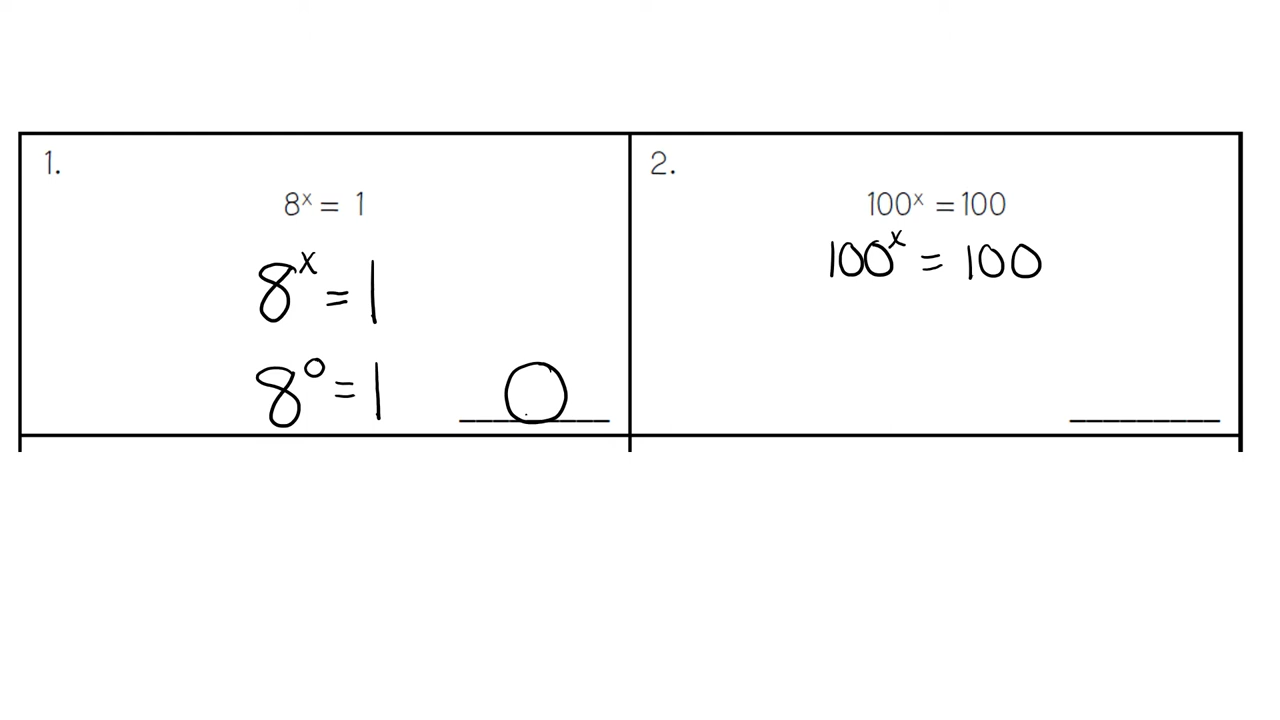 1.
8ˣ = 1
8ˣ = 1
8⁰ = 1
0
2.
100ˣ = 100
100ˣ = 100